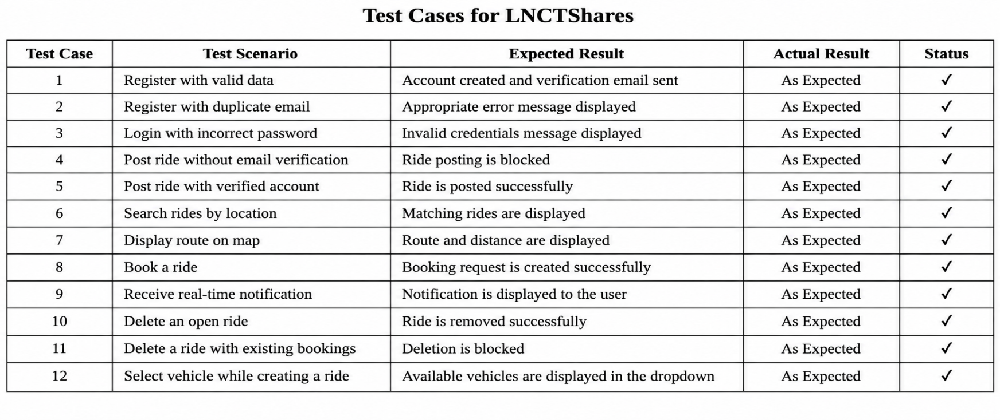 Test Cases for LNCTShares
Test Case Test Scenario Expected Result Actual Result Status
1 Register with valid data Account created and verification email sent As Expected ✓
2 Register with duplicate email Appropriate error message displayed As Expected ✓
3 Login with incorrect password Invalid credentials message displayed As Expected ✓
4 Post ride without email verification Ride posting is blocked As Expected ✓
5 Post ride with verified account Ride is posted successfully As Expected ✓
6 Search rides by location Matching rides are displayed As Expected ✓
7 Display route on map Route and distance are displayed As Expected ✓
8 Book a ride Booking request is created successfully As Expected ✓
9 Receive real-time notification Notification is displayed to the user As Expected ✓
10 Delete an open ride Ride is removed successfully As Expected ✓
11 Delete a ride with existing bookings Deletion is blocked As Expected ✓
12 Select vehicle while creating a ride Available vehicles are displayed in the dropdown As Expected ✓